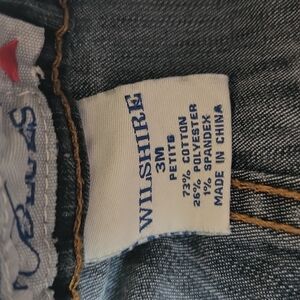 WILSHIRE
3M
PETITE
73% COTTON
26% POLYESTER
1% SPANDEX
MADE IN CHINA